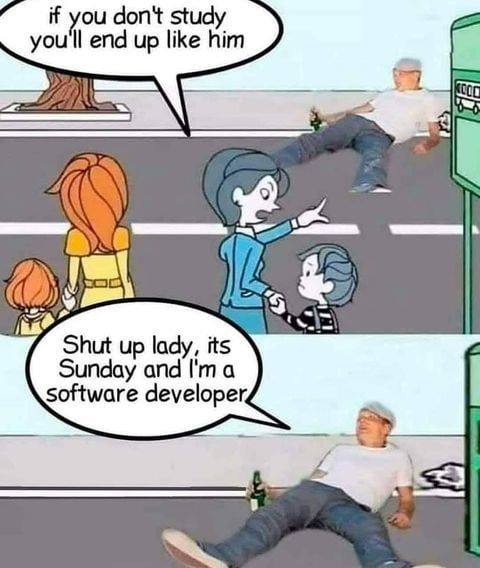 if you don't study
you'll end up like him
Shut up lady, its
Sunday and I'm a
software developer